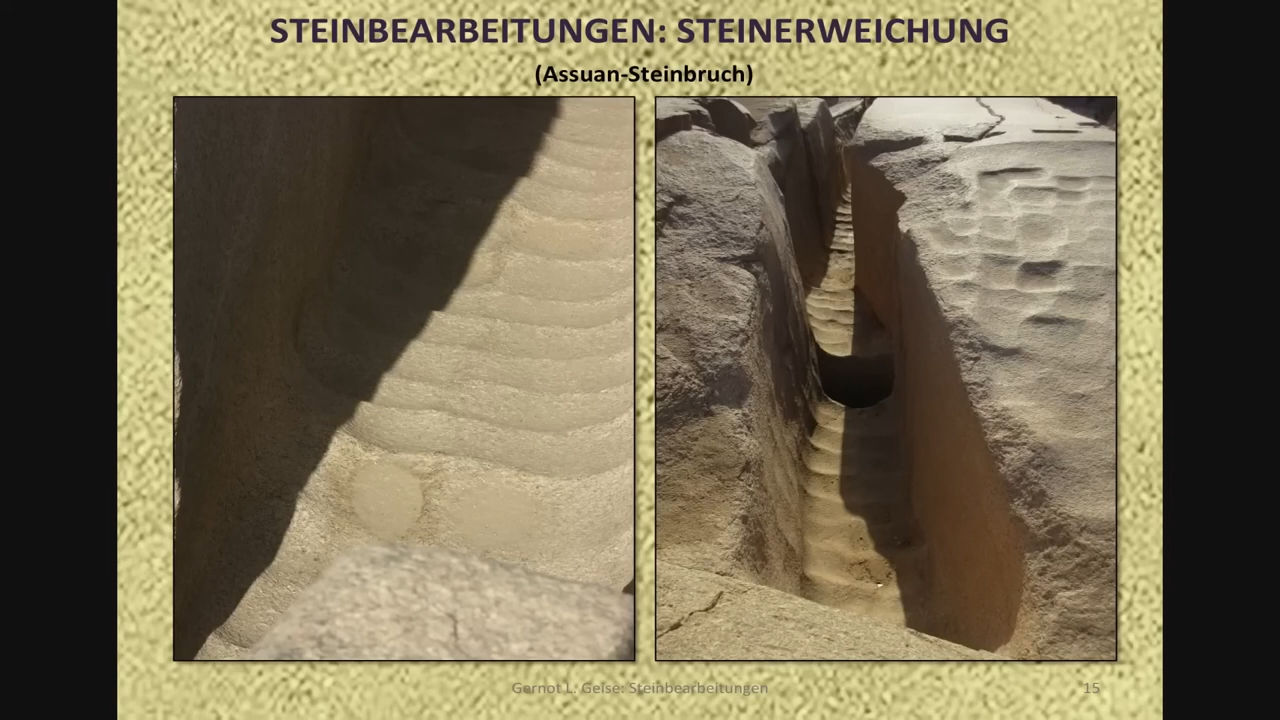 STEINBEARBEITUNGEN: STEINERWEICHUNG
(Assuan-Steinbruch)
Gernot L. Geise: Steinbearbeitungen
15